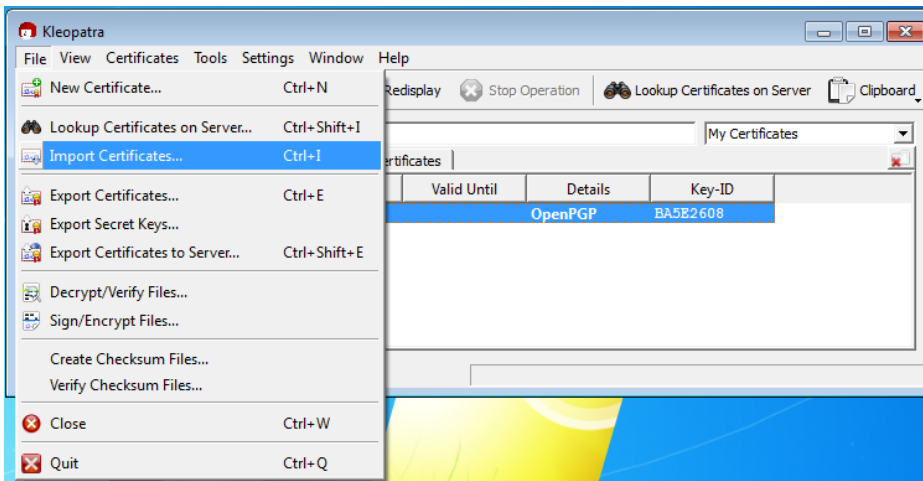 Kleopatra
File View Certificates Tools Settings Window Help
New Certificate... Ctrl+N
Redisplay Stop Operation Lookup Certificates on Server Clipboard
Lookup Certificates on Server... Ctrl+Shift+I
My Certificates
Import Certificates... Ctrl+I
Valid Until Details Key-ID
Export Certificates... Ctrl+E
OpenPGP BA5E2608
Export Secret Keys...
Export Certificates to Server... Ctrl+Shift+E
Decrypt/Verify Files...
Sign/Encrypt Files...
Create Checksum Files...
Verify Checksum Files...
Close Ctrl+W
Quit Ctrl+Q